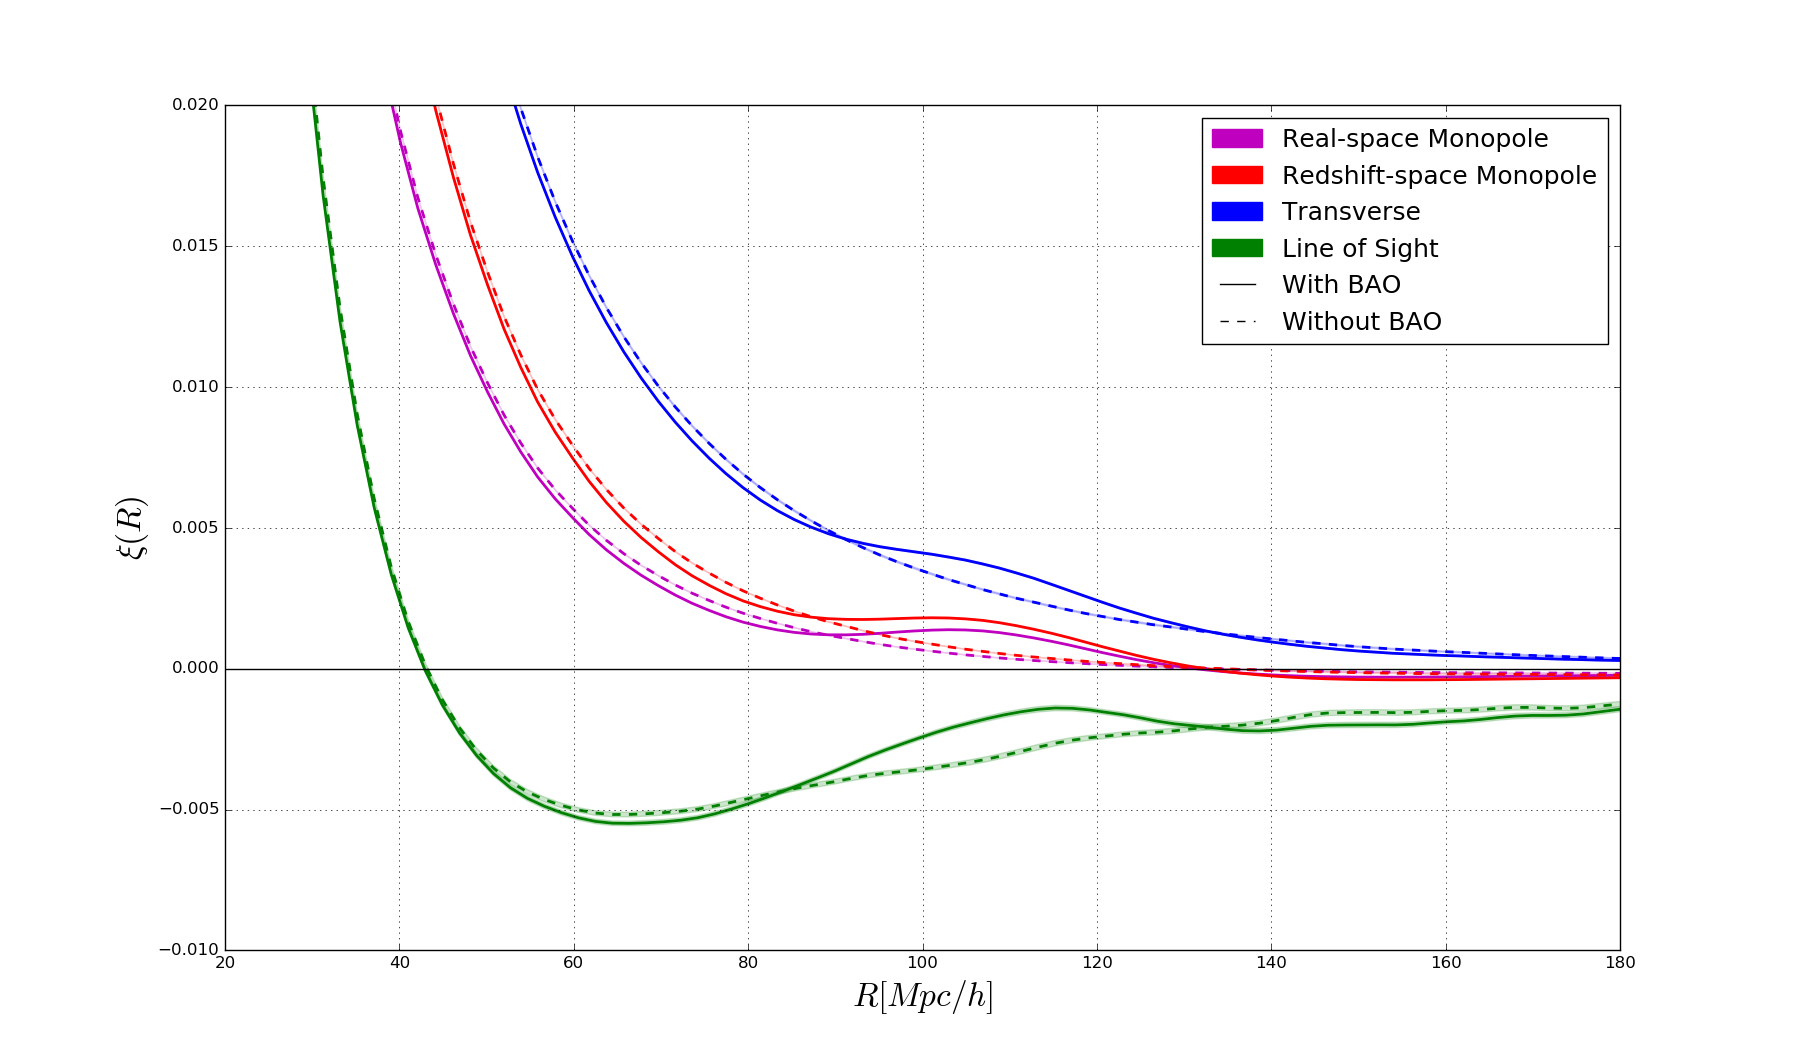 0.020
0.015
0.010
0.005
0.000
−0.005
−0.010
ξ(R)
20 40 60 80 100 120 140 160 180
R[Mpc/h]
Real-space Monopole
Redshift-space Monopole
Transverse
Line of Sight
With BAO
Without BAO